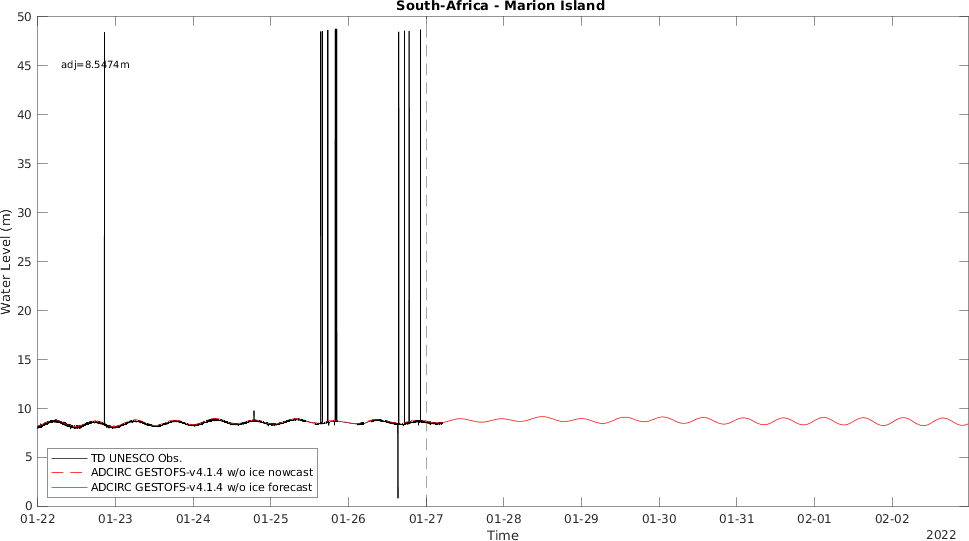 South-Africa - Marion Island
50
45
40
35
30
25
20
15
10
5
0
Water Level (m)
adj=8.5474m
TD UNESCO Obs.
ADCIRC GESTOFS-v4.1.4 w/o ice nowcast
ADCIRC GESTOFS-v4.1.4 w/o ice forecast
01-22 01-23 01-24 01-25 01-26 01-27 01-28 01-29 01-30 01-31 02-01 02-02
Time
2022